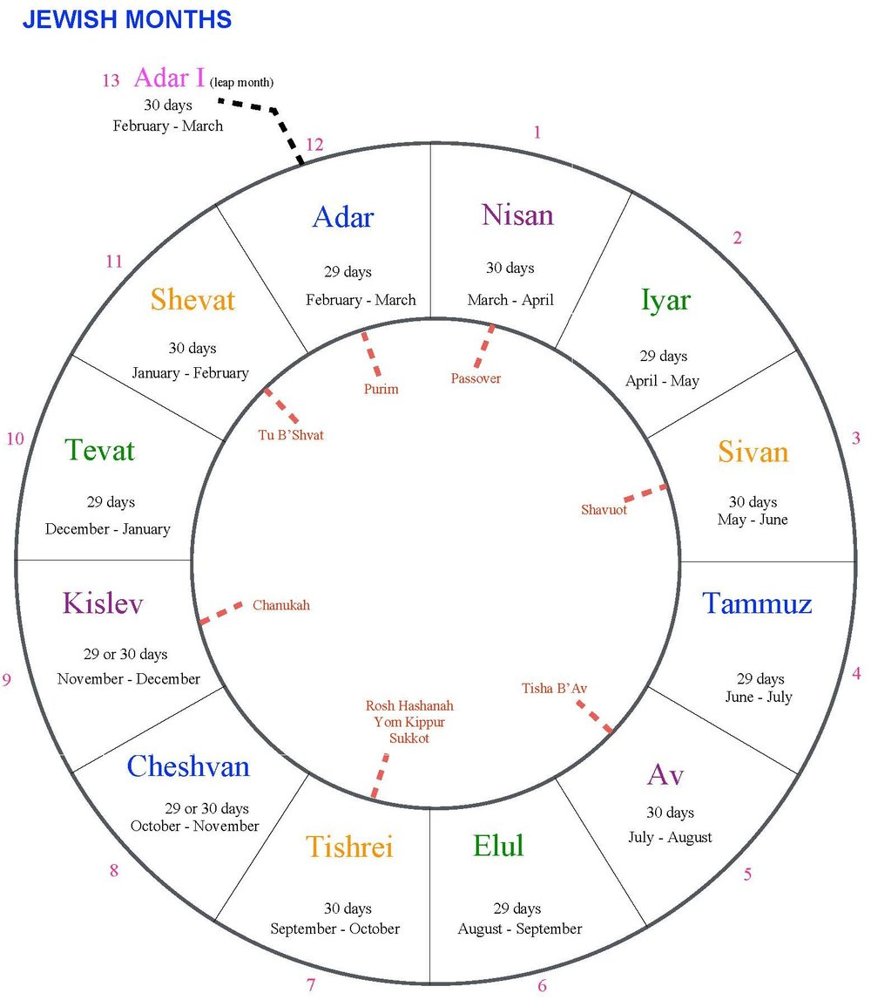 JEWISH MONTHS
13 Adar I (leap month)
30 days
February - March
12
Adar
29 days
February - March
1
Nisan
30 days
March - April
2
Iyar
29 days
April - May
3
Sivan
30 days
May - June
4
Tammuz
29 days
June - July
5
Av
30 days
July - August
6
Elul
29 days
August - September
7
Tishrei
30 days
September - October
8
Cheshvan
29 or 30 days
October - November
9
Kislev
29 or 30 days
November - December
10
Tevat
29 days
December - January
11
Shevat
30 days
January - February
Purim
Passover
Tu B’Shvat
Shavuot
Chanukah
Tisha B’Av
Rosh Hashanah
Yom Kippur
Sukkot